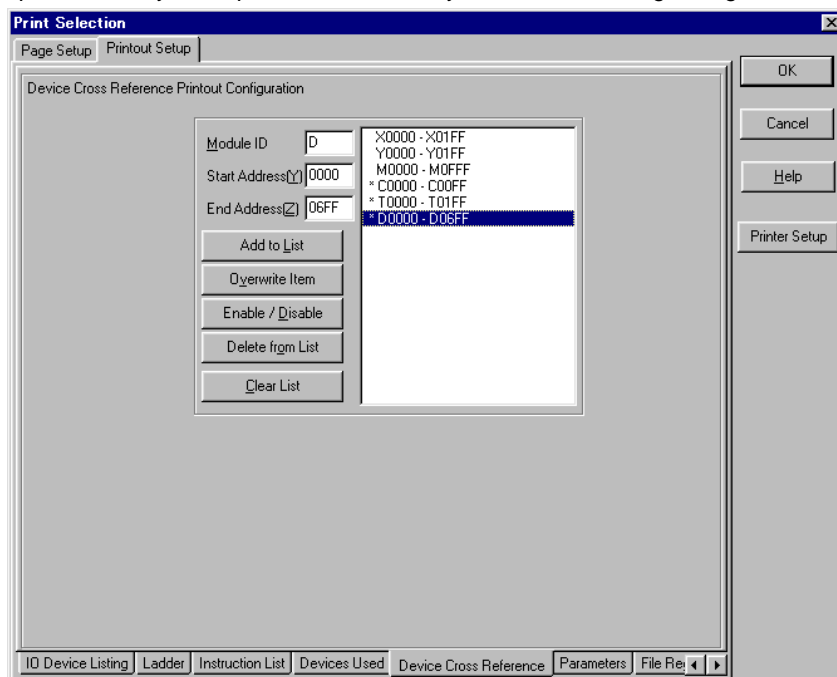 Print Selection
Page Setup
Printout Setup
Device Cross Reference Printout Configuration
Module ID D
Start Address(Y) 0000
End Address(Z) 06FF
Add to List
Overwrite Item
Enable / Disable
Delete from List
Clear List
X0000 - X01FF
Y0000 - Y01FF
M0000 - M0FFF
* C0000 - C00FF
* T0000 - T01FF
* D0000 - D06FF
OK
Cancel
Help
Printer Setup
IO Device Listing
Ladder
Instruction List
Devices Used
Device Cross Reference
Parameters
File Re